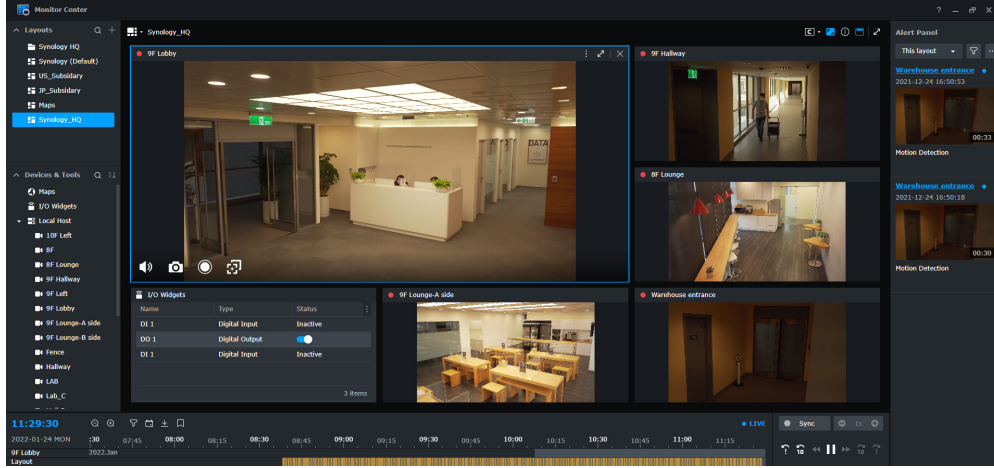 Monitor Center
Layouts
Synology HQ
Synology (Default)
US_Subsidary
JP_Subsidary
Maps
Synology_HQ
Devices & Tools
Maps
I/O Widgets
Local Host
10F Left
8F
8F Lounge
9F Hallway
9F Left
9F Lobby
9F Lounge-A side
9F Lounge-B side
Fence
Hallway
LAB
Lab_C
Synology_HQ
9F Lobby
DATA
9F Hallway
8F Lounge
I/O Widgets
Name Type Status
DI 1 Digital Input Inactive
DO 1 Digital Output
DI 1 Digital Input Inactive
3 items
9F Lounge-A side
Warehouse entrance
Alert Panel
This layout
Warehouse entrance
2021-12-24 16:50:53
00:33
Motion Detection
Warehouse entrance
2021-12-24 16:50:18
00:30
Motion Detection
11:29:30
LIVE
Sync 1x
2022-01-24 MON :30 07:45 08:00 08:15 08:30 08:45 09:00 09:15 09:30 09:45 10:00 10:15 10:30 10:45 11:00 11:15
10 10
9F Lobby 2022.Jan
Layout